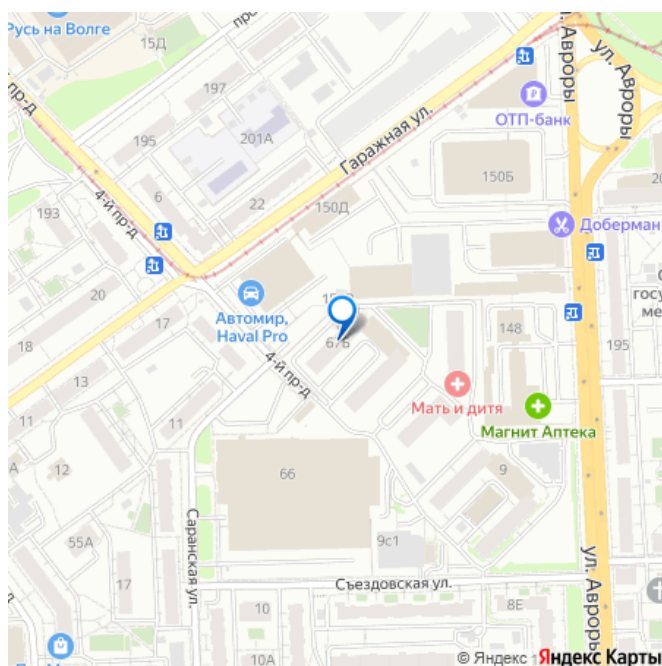 Русь на Волге
15Д
197
195
201А
Гаражная ул.
ул. Авроры
ул. Авроры
ОТП-банк
150Б
4-й пр-д
193
6
22
150Д
20
Доберман
20
18
17
Автомир,
Haval Pro
67Б
148
195
13
4-й пр-д
Мать и дитя
Магнит Аптека
11
11
12
66
9
55А
17
Саранская ул.
9с1
Съездовская ул.
10
8Е
10А
ул. Авроры
© Яндекс
Яндекс Карты